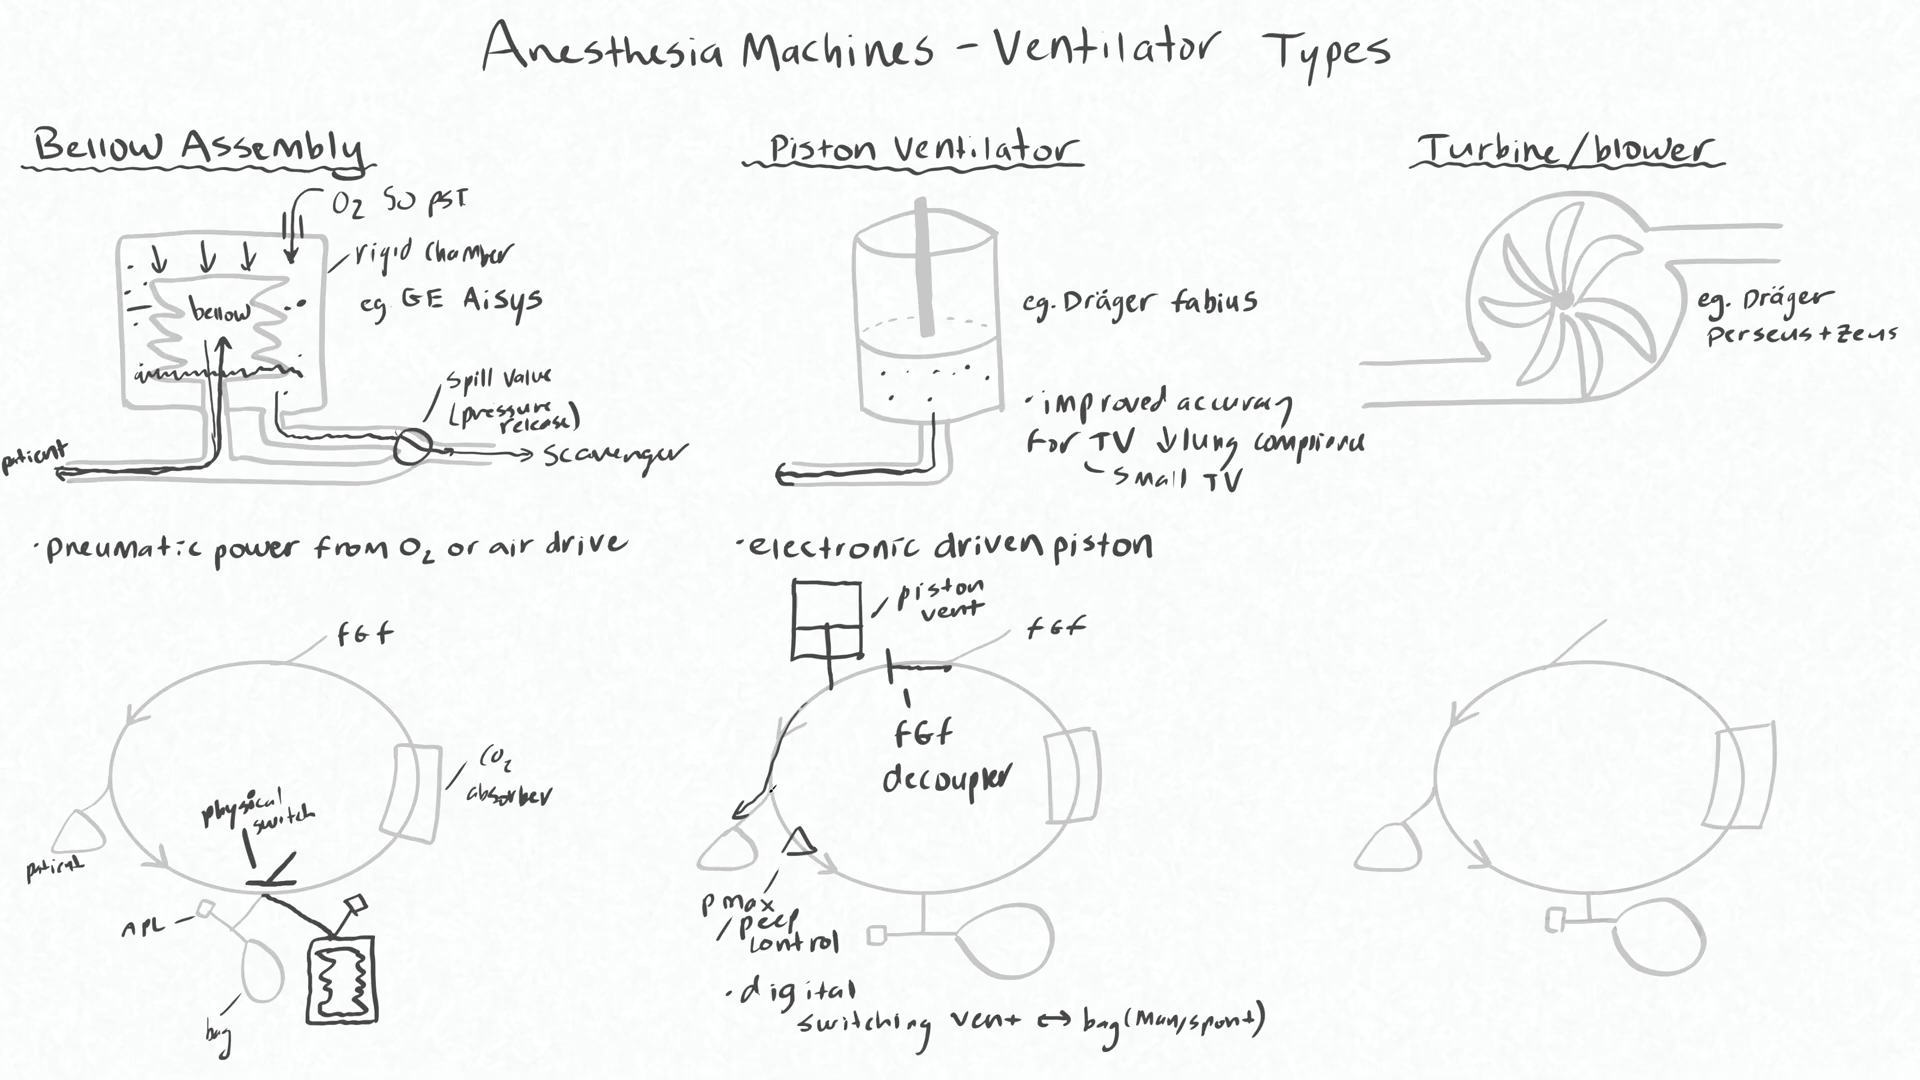 Anesthesia Machines - Ventilator Types
Bellow Assembly
O₂ 50 PSI
rigid chamber
eg GE Aisys
bellow
spill valve
(pressure
release)
patient
scavenger
·pneumatic power from O₂ or air drive
FGF
CO₂
absorber
physical
switch
patient
APL
bag
Piston Ventilator
eg. Dräger fabius
·improved accuracy
for TV ↓lung compliance
small TV
·electronic driven piston
piston
vent
FGF
FGF
decoupler
pmax
/peep
control
·digital
switching vent ↔ bag (Man/spont)
Turbine/blower
eg. Dräger
Perseus + Zeus